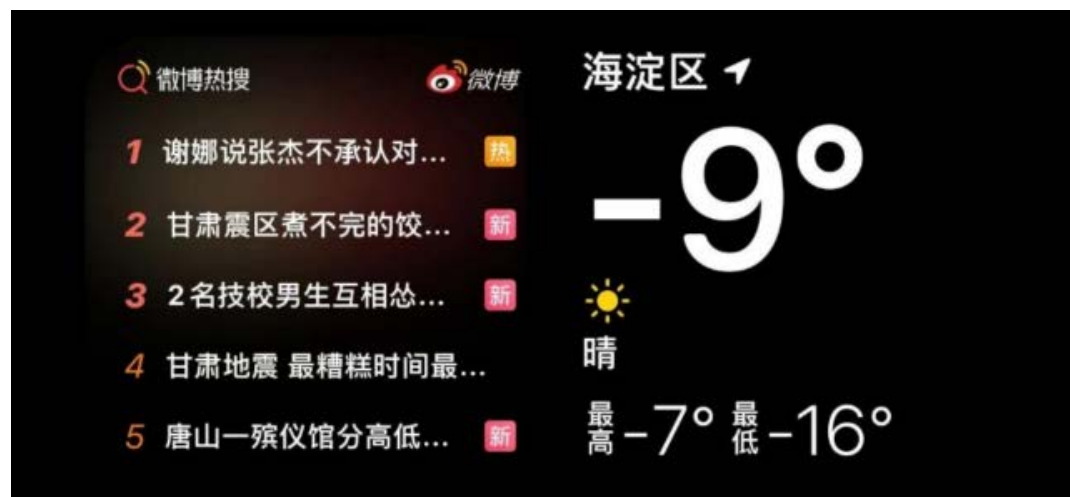 微博热搜 微博
1 谢娜说张杰不承认对... 热
2 甘肃震区煮不完的饺... 新
3 2名技校男生互相怂... 新
4 甘肃地震 最糟糕时间最...
5 唐山一殡仪馆分高低... 新
海淀区
-9°
晴
最高-7° 最低-16°